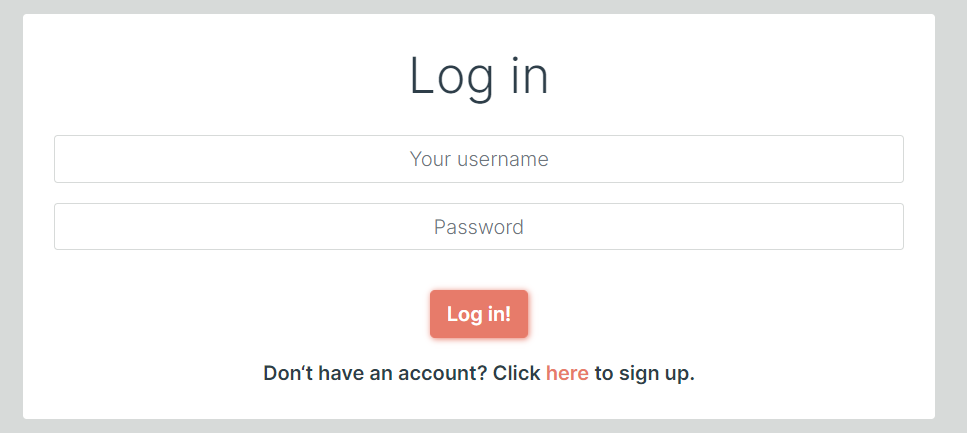 Log in
Your username
Password
Log in!
Don‘t have an account? Click here to sign up.